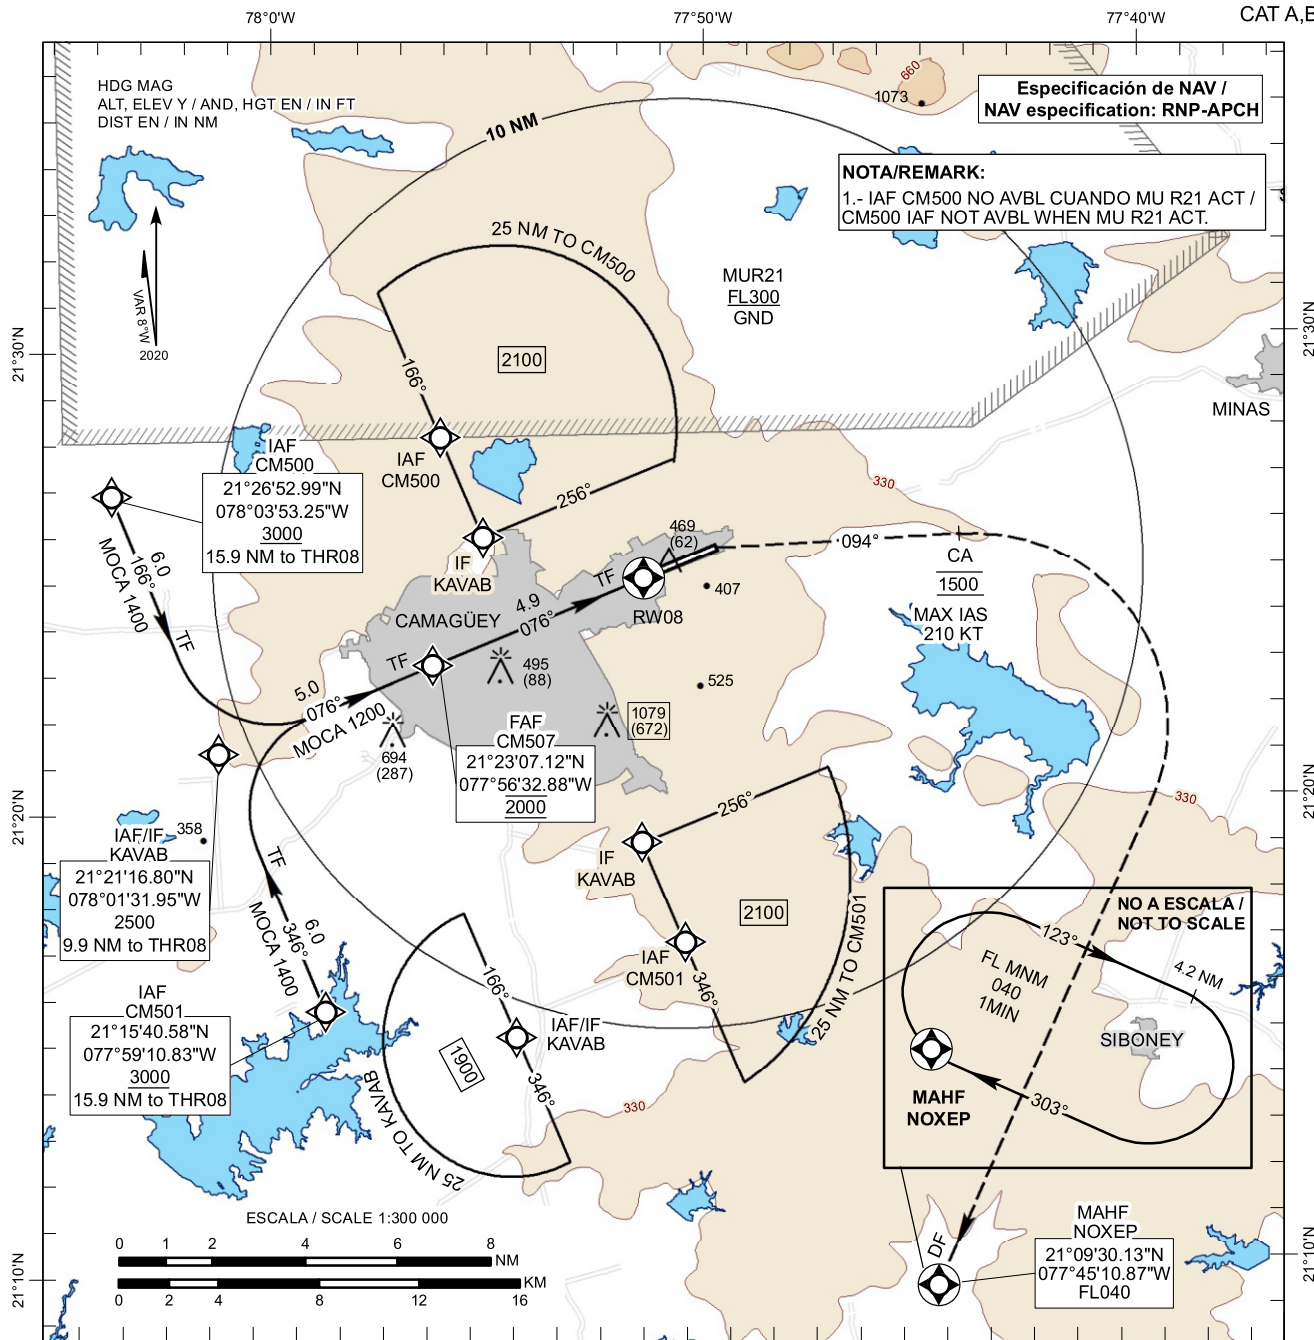 78°0'W
77°50'W
77°40'W
CAT A,B
HDG MAG
ALT, ELEV Y / AND, HGT EN / IN FT
DIST EN / IN NM
660
1073
Especificación de NAV /
NAV especification: RNP-APCH
10 NM
NOTA/REMARK:
1.- IAF CM500 NO AVBL CUANDO MU R21 ACT /
CM500 IAF NOT AVBL WHEN MU R21 ACT.
25 NM TO CM500
MUR21
FL300
GND
VAR 8°W
2020
21°30'N
21°30'N
2100
166°
MINAS
IAF
CM500
IAF
CM500
21°26'52.99"N
078°03'53.25"W
3000
15.9 NM to THR08
330
256°
469
(62)
094°
CA
1500
MAX IAS
210 KT
6.0
166°
MOCA 1400
TF
IF
KAVAB
TF
RW08
407
CAMAGÜEY
4.9
076°
TF
495
(88)
525
5.0
076°
MOCA 1200
694
(287)
1079
(672)
FAF
CM507
21°23'07.12"N
077°56'32.88"W
2000
21°20'N
21°20'N
330
256°
358
IAF/IF
KAVAB
21°21'16.80"N
078°01'31.95"W
2500
9.9 NM to THR08
TF
6.0
346°
MOCA 1400
IF
KAVAB
2100
IAF
CM501
346°
25 NM TO CM501
NO A ESCALA /
NOT TO SCALE
123°
4.2 NM
FL MNM
040
1MIN
SIBONEY
303°
MAHF
NOXEP
IAF
CM501
21°15'40.58"N
077°59'10.83"W
3000
15.9 NM to THR08
166°
IAF/IF
KAVAB
1900
346°
25 NM TO KAVAB
330
ESCALA / SCALE 1:300 000
0 1 2 4 6 8
NM
KM
0 2 4 8 12 16
DF
MAHF
NOXEP
21°09'30.13"N
077°45'10.87"W
FL040
21°10'N
21°10'N